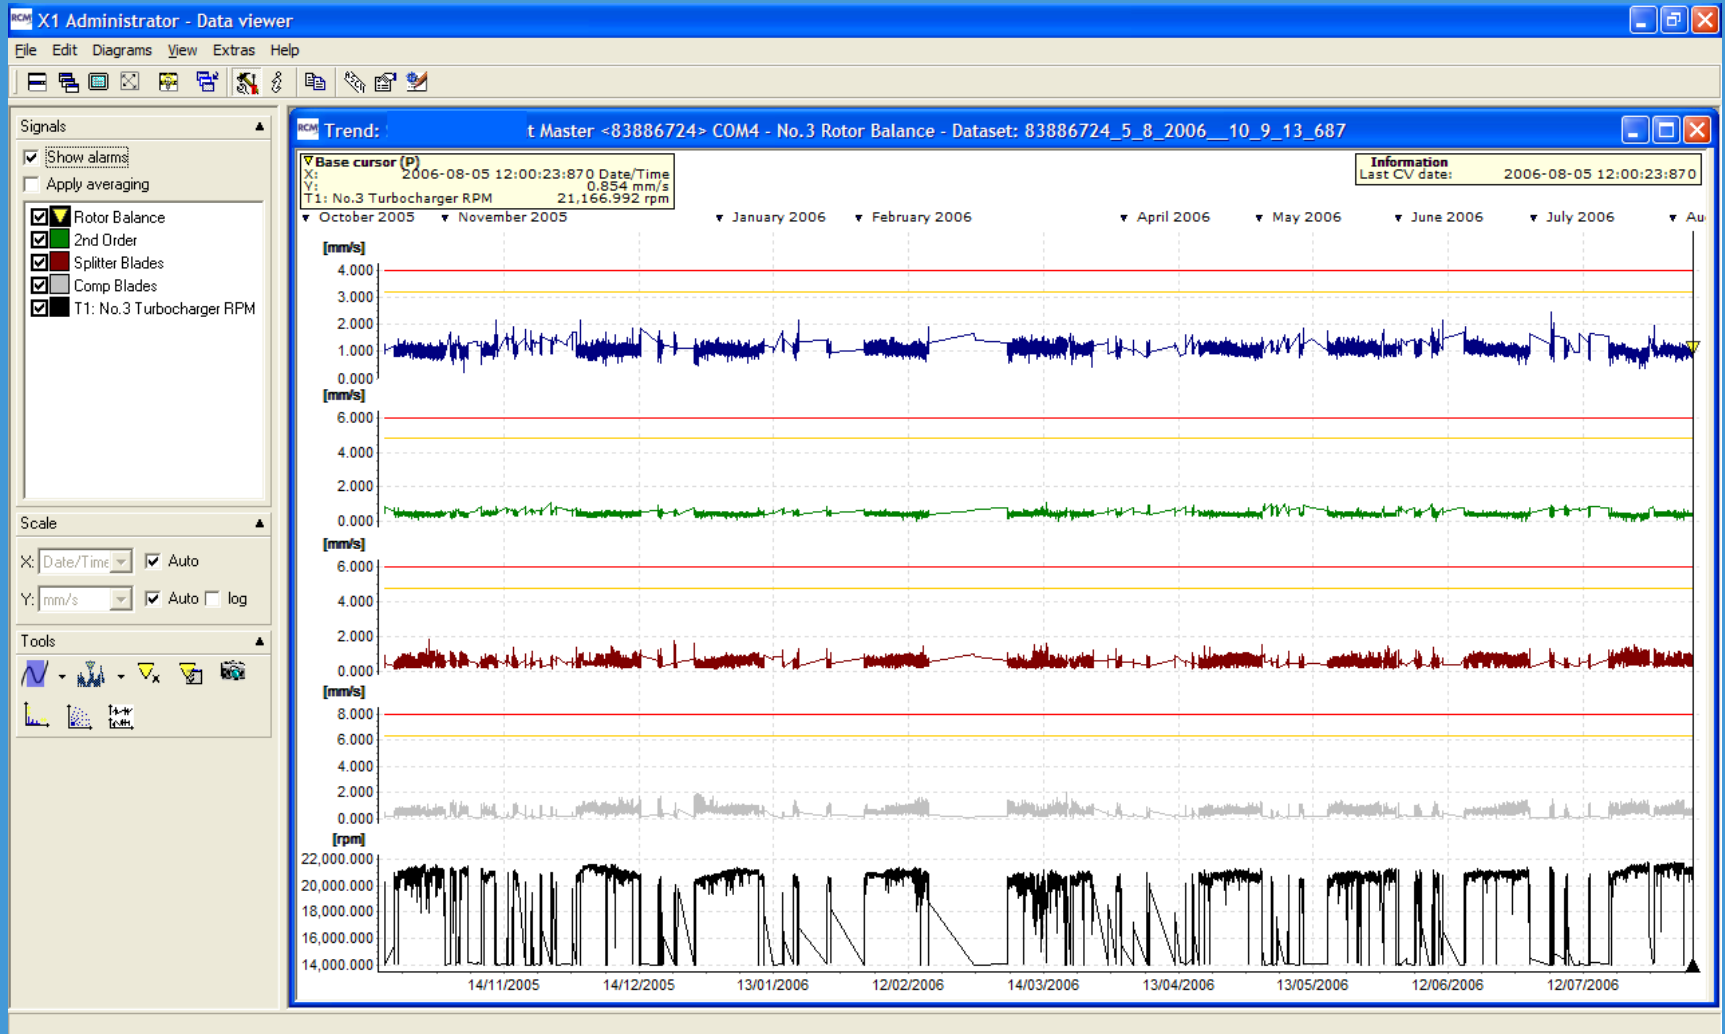 RCM X1 Administrator - Data viewer
File Edit Diagrams View Extras Help
Signals
Show alarms
Apply averaging
Rotor Balance
2nd Order
Splitter Blades
Comp Blades
T1: No.3 Turbocharger RPM
Scale
X: Date/Time Auto
Y: mm/s Auto log
Tools
RCM Trend: t Master <83886724> COM4 - No.3 Rotor Balance - Dataset: 83886724_5_8_2006__10_9_13_687
Base cursor (P)
X: 2006-08-05 12:00:23:870 Date/Time
Y: 0.854 mm/s
T1: No.3 Turbocharger RPM 21,166.992 rpm
Information
Last CV date: 2006-08-05 12:00:23:870
October 2005 November 2005 January 2006 February 2006 April 2006 May 2006 June 2006 July 2006 Au
[mm/s]
4.000
3.000
2.000
1.000
0.000
[mm/s]
6.000
4.000
2.000
0.000
[mm/s]
6.000
4.000
2.000
0.000
[mm/s]
8.000
6.000
4.000
2.000
0.000
[rpm]
22,000.000
20,000.000
18,000.000
16,000.000
14,000.000
14/11/2005 14/12/2005 13/01/2006 12/02/2006 14/03/2006 13/04/2006 13/05/2006 12/06/2006 12/07/2006